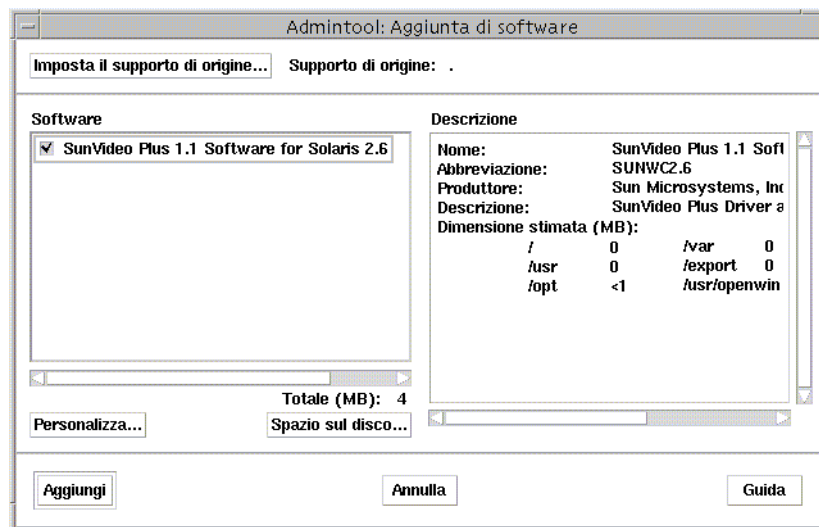 Admintool: Aggiunta di software
Imposta il supporto di origine... Supporto di origine: .
Software
SunVideo Plus 1.1 Software for Solaris 2.6
Totale (MB): 4
Personalizza... Spazio sul disco...
Descrizione
Nome: SunVideo Plus 1.1 Soft
Abbreviazione: SUNWC2.6
Produttore: Sun Microsystems, Inc
Descrizione: SunVideo Plus Driver a
Dimensione stimata (MB):
/ 0 /var 0
/usr 0 /export 0
/opt <1 /usr/openwin
Aggiungi Annulla Guida